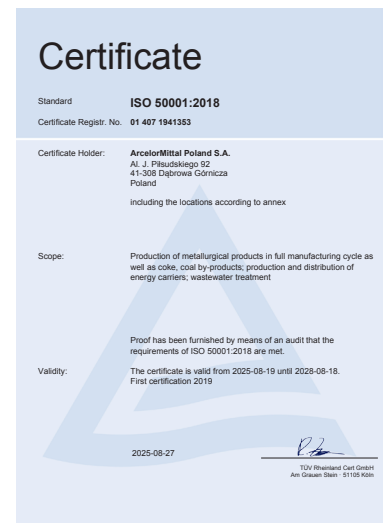 Certificate
Standard ISO 50001:2018
Certificate Registr. No. 01 407 1941353
Certificate Holder: ArcelorMittal Poland S.A.
Al. J. Piłsudskiego 92
41-308 Dąbrowa Górnicza
Poland
including the locations according to annex
Scope: Production of metallurgical products in full manufacturing cycle as
well as coke, coal by-products; production and distribution of
energy carriers; wastewater treatment
Proof has been furnished by means of an audit that the
requirements of ISO 50001:2018 are met.
Validity: The certificate is valid from 2025-08-19 until 2028-08-18.
First certification 2019
2025-08-27
TÜV Rheinland Cert GmbH
Am Grauen Stein · 51105 Köln